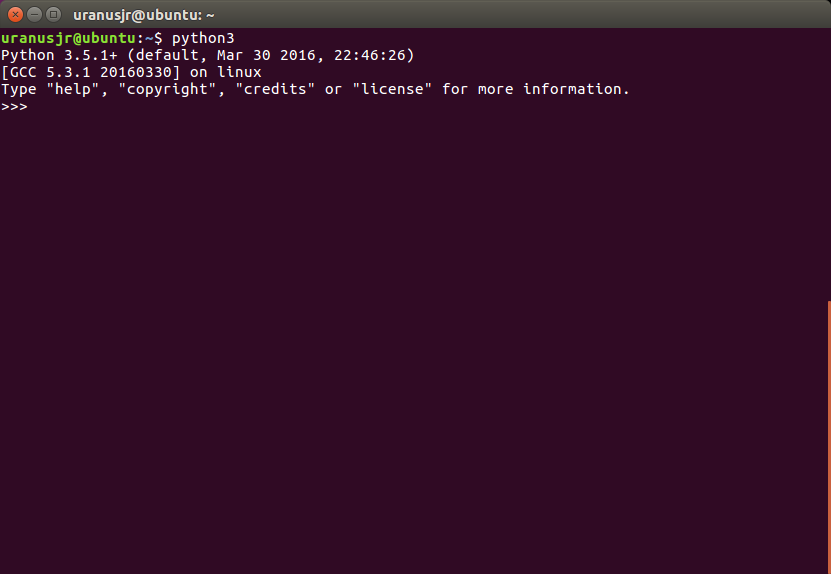 uranusjr@ubuntu: ~
uranusjr@ubuntu:~$ python3
Python 3.5.1+ (default, Mar 30 2016, 22:46:26)
[GCC 5.3.1 20160330] on linux
Type "help", "copyright", "credits" or "license" for more information.
>>>